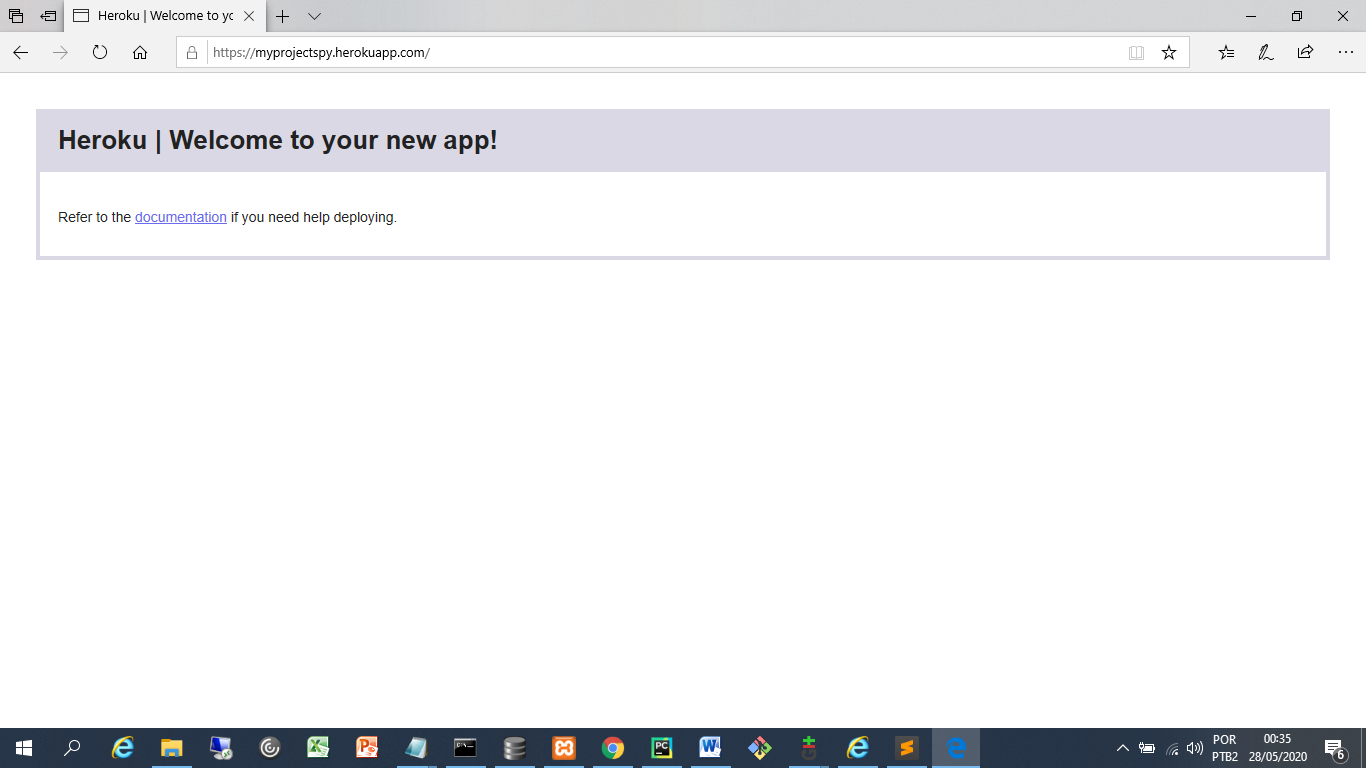 Heroku | Welcome to yo
https://myprojectspy.herokuapp.com/
Heroku | Welcome to your new app!
Refer to the documentation if you need help deploying.
POR
PTB2
00:35
28/05/2020
6